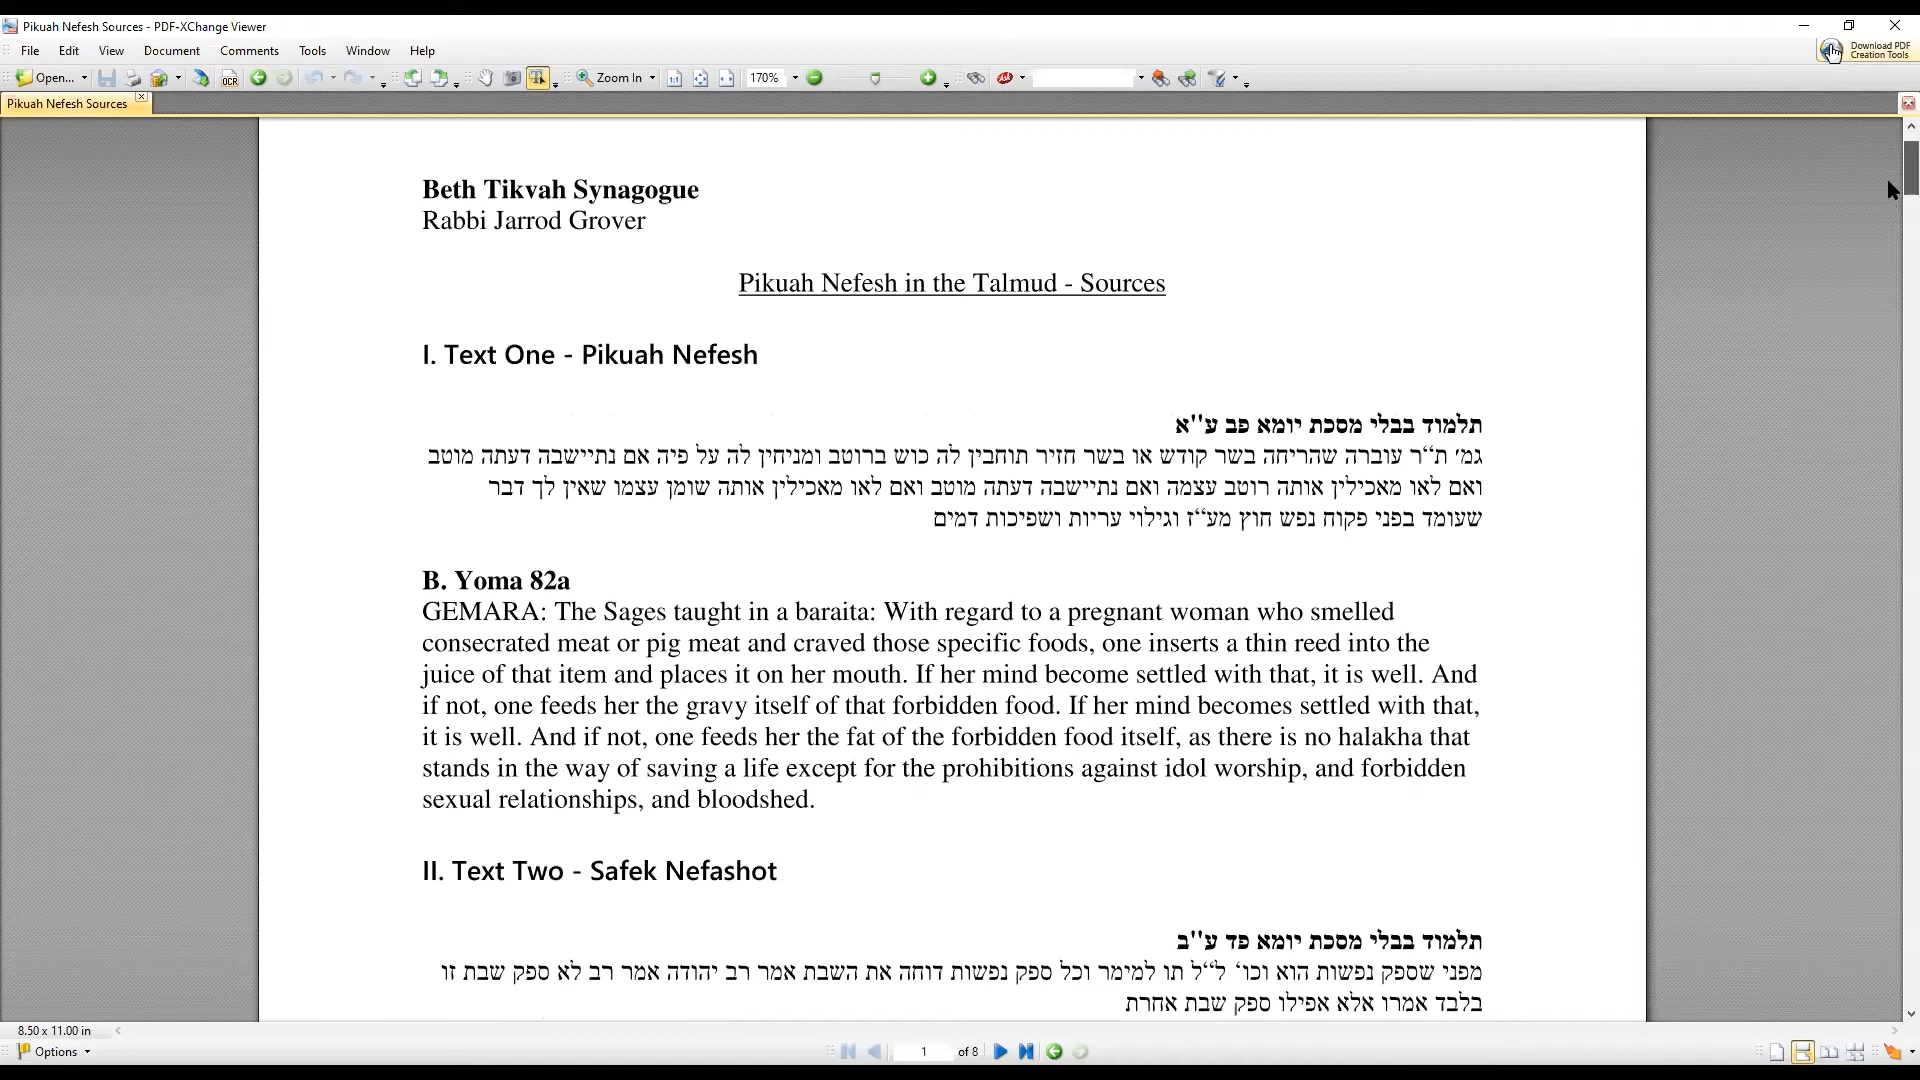 Pikuah Nefesh Sources - PDF-XChange Viewer
File Edit View Document Comments Tools Window Help
Download PDF
Creation Tools
Open... OCR Zoom In 170%
Pikuah Nefesh Sources
Beth Tikvah Synagogue
Rabbi Jarrod Grover
Pikuah Nefesh in the Talmud - Sources
I. Text One - Pikuah Nefesh
תלמוד בבלי מסכת יומא פב ע''א
גמ׳ ת“ר עוברה שהריחה בשר קודש או בשר חזיר תוחבין לה כוש ברוטב ומניחין לה על פיה אם נתיישבה דעתה מוטב
ואם לאו מאכילין אותה רוטב עצמה ואם נתיישבה דעתה מוטב ואם לאו מאכילין אותה שומן עצמו שאין לך דבר
שעומד בפני פקוח נפש חוץ מע“ז וגילוי עריות ושפיכות דמים
B. Yoma 82a
GEMARA: The Sages taught in a baraita: With regard to a pregnant woman who smelled
consecrated meat or pig meat and craved those specific foods, one inserts a thin reed into the
juice of that item and places it on her mouth. If her mind become settled with that, it is well. And
if not, one feeds her the gravy itself of that forbidden food. If her mind becomes settled with that,
it is well. And if not, one feeds her the fat of the forbidden food itself, as there is no halakha that
stands in the way of saving a life except for the prohibitions against idol worship, and forbidden
sexual relationships, and bloodshed.
II. Text Two - Safek Nefashot
תלמוד בבלי מסכת יומא פד ע''ב
מפני שספק נפשות הוא וכו‘ ל“ל תו למימר וכל ספק נפשות דוחה את השבת אמר רב יהודה אמר רב לא ספק שבת זו
בלבד אמרו אלא אפילו ספק שבת אחרת
8.50 x 11.00 in
Options 1 of 8